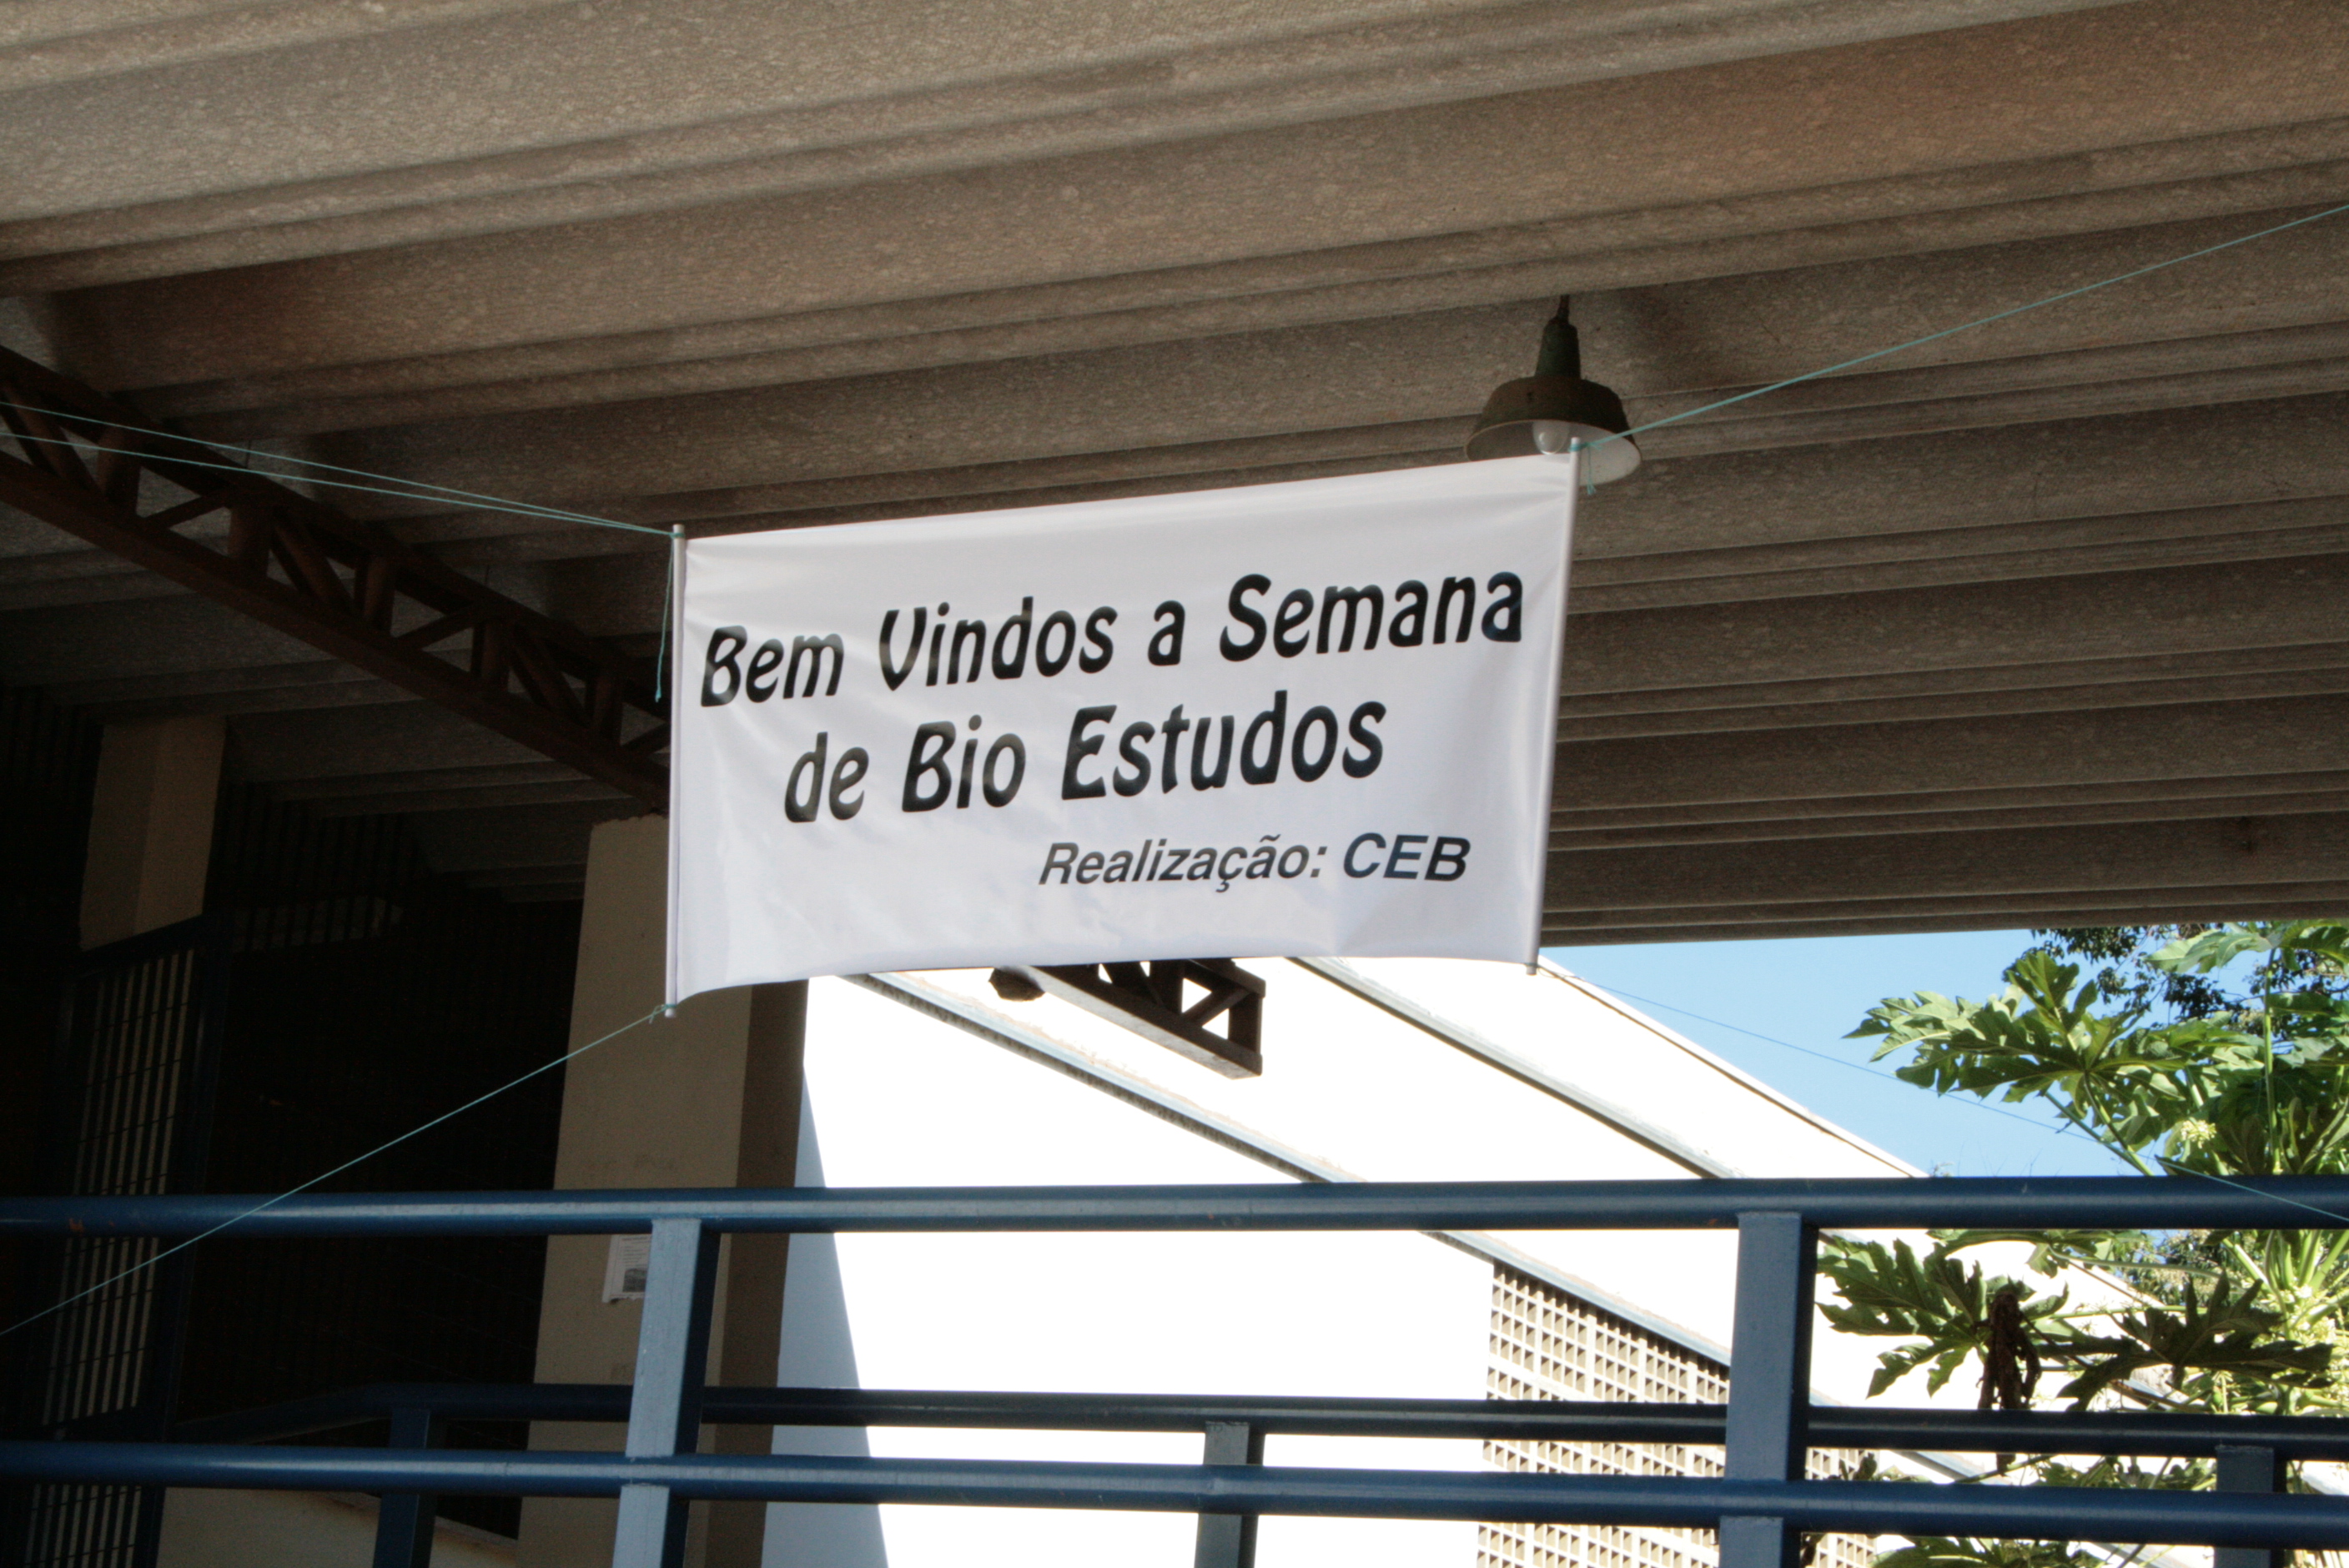 Bem Vindos a Semana
de Bio Estudos
Realização: CEB